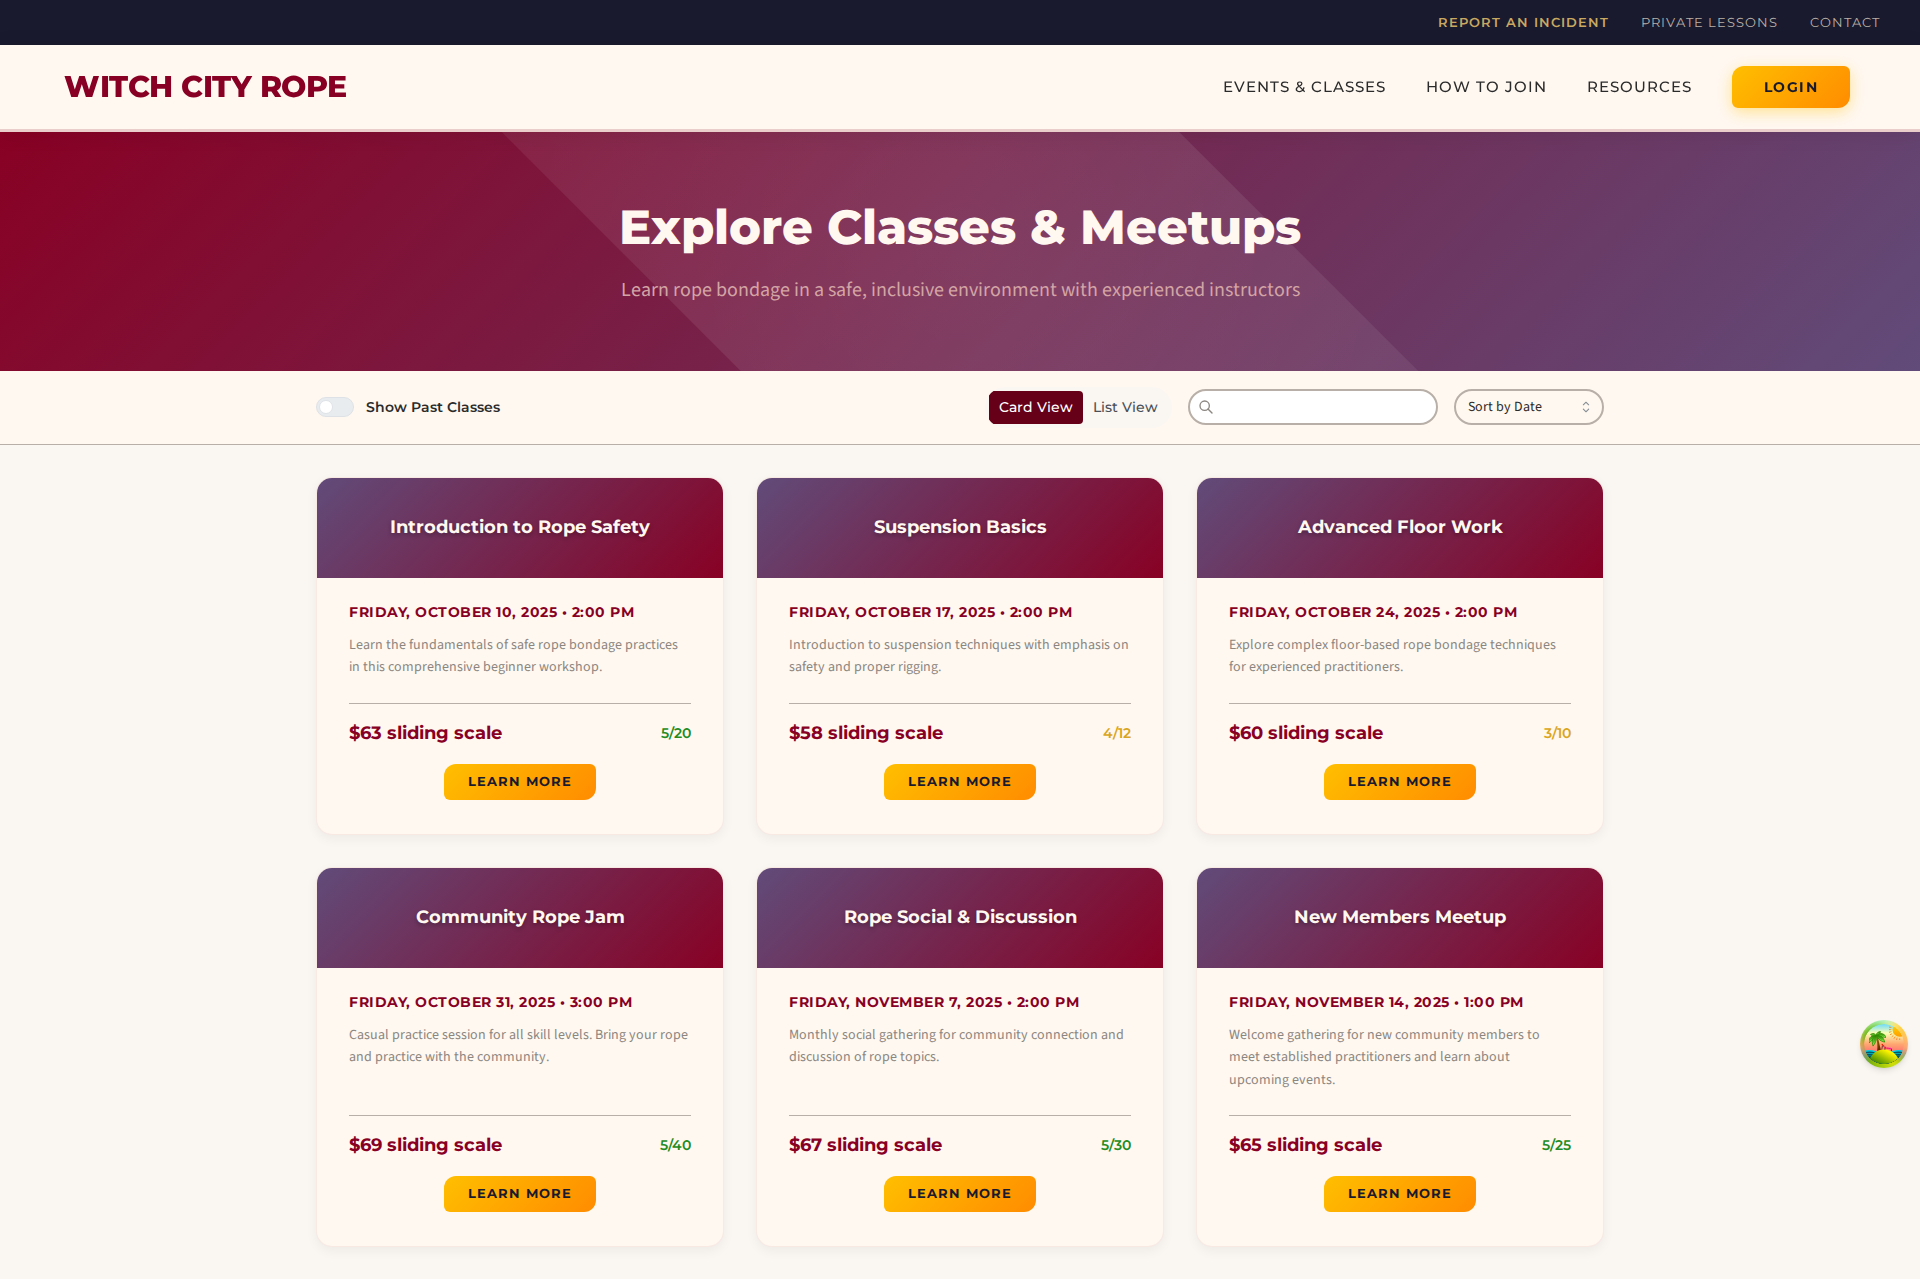 REPORT AN INCIDENT PRIVATE LESSONS CONTACT
WITCH CITY ROPE EVENTS & CLASSES HOW TO JOIN RESOURCES LOGIN
Explore Classes & Meetups
Learn rope bondage in a safe, inclusive environment with experienced instructors
Show Past Classes Card View List View Sort by Date
Introduction to Rope Safety
FRIDAY, OCTOBER 10, 2025 • 2:00 PM
Learn the fundamentals of safe rope bondage practices
in this comprehensive beginner workshop.
$63 sliding scale 5/20
LEARN MORE
Suspension Basics
FRIDAY, OCTOBER 17, 2025 • 2:00 PM
Introduction to suspension techniques with emphasis on
safety and proper rigging.
$58 sliding scale 4/12
LEARN MORE
Advanced Floor Work
FRIDAY, OCTOBER 24, 2025 • 2:00 PM
Explore complex floor-based rope bondage techniques
for experienced practitioners.
$60 sliding scale 3/10
LEARN MORE
Community Rope Jam
FRIDAY, OCTOBER 31, 2025 • 3:00 PM
Casual practice session for all skill levels. Bring your rope
and practice with the community.
$69 sliding scale 5/40
LEARN MORE
Rope Social & Discussion
FRIDAY, NOVEMBER 7, 2025 • 2:00 PM
Monthly social gathering for community connection and
discussion of rope topics.
$67 sliding scale 5/30
LEARN MORE
New Members Meetup
FRIDAY, NOVEMBER 14, 2025 • 1:00 PM
Welcome gathering for new community members to
meet established practitioners and learn about
upcoming events.
$65 sliding scale 5/25
LEARN MORE